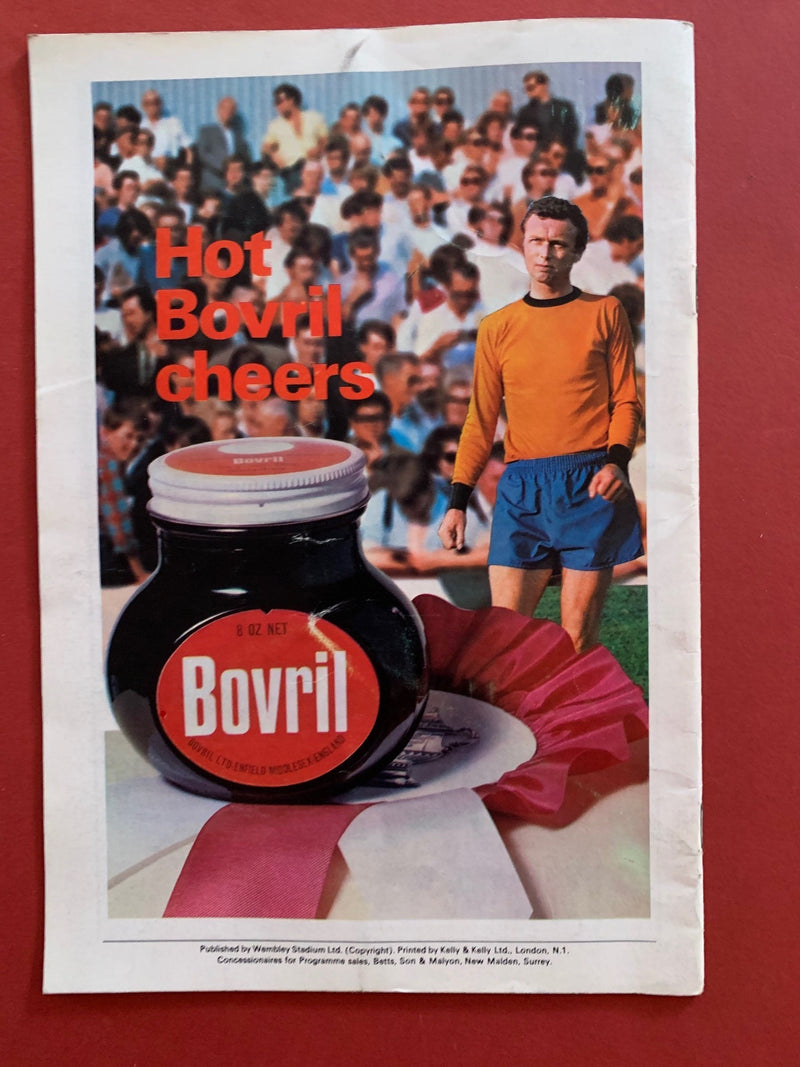 Hot
Bovril
cheers
Bovril
8 OZ NET
Bovril
BOVRIL LTD·ENFIELD MIDDLESEX·ENGLAND
Published by Wembley Stadium Ltd. (Copyright). Printed by Kelly & Kelly Ltd., London, N.1.
Concessionaires for Programme sales, Betts, Son & Malyon, New Malden, Surrey.